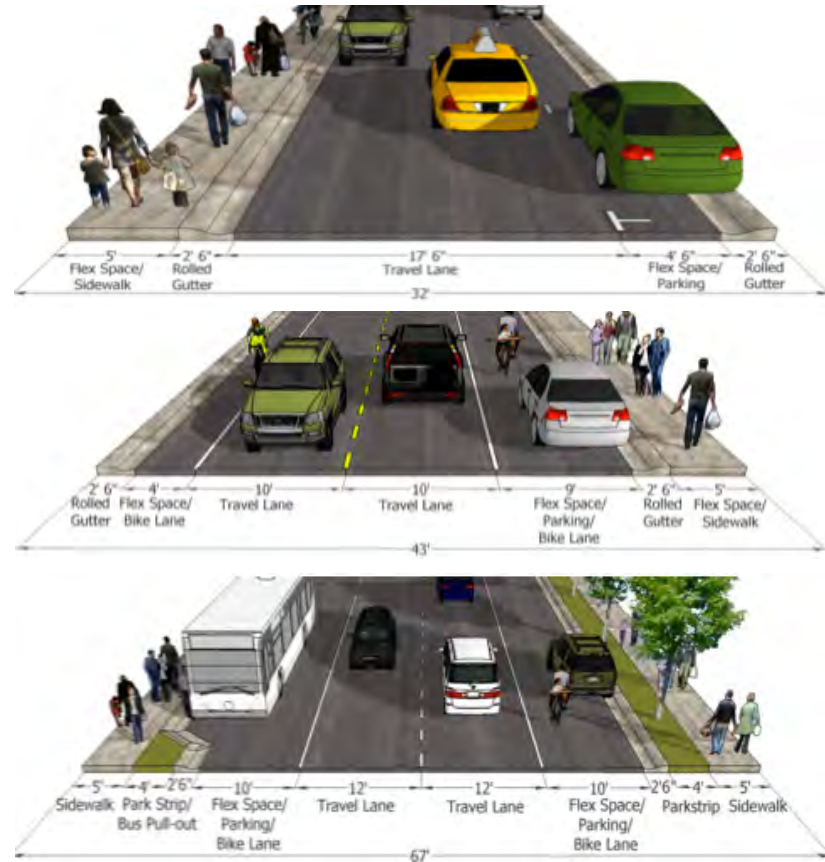 5' 2' 6" 17' 6" 4' 6" 2' 6"
Flex Space/ Rolled Travel Lane Flex Space/ Rolled
Sidewalk Gutter Parking Gutter
32'
2' 6" 4' 10' 10' 9' 2' 6" 5'
Rolled Flex Space/ Travel Lane Travel Lane Flex Space/ Rolled Flex Space/
Gutter Bike Lane Parking/ Gutter Sidewalk
Bike Lane
43'
5' 4' 2'6" 10' 12' 12' 10' 2'6" 4' 5'
Sidewalk Park Strip/ Flex Space/ Travel Lane Travel Lane Flex Space/ Parkstrip Sidewalk
Bus Pull-out Parking/ Parking/
Bike Lane Bike Lane
67'